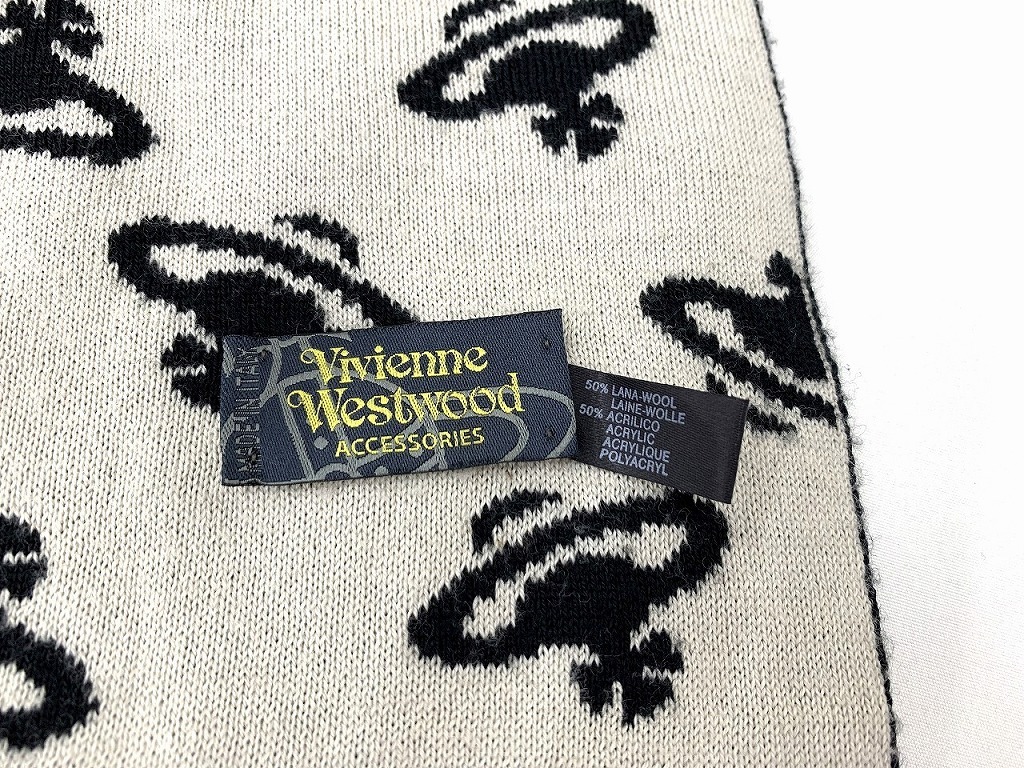 MADE IN ITALY
Vivienne
Westwood
ACCESSORIES
50% LANA-WOOL
LAINE-WOLLE
50% ACRILICO
ACRYLIC
ACRYLIQUE
POLYACRYL